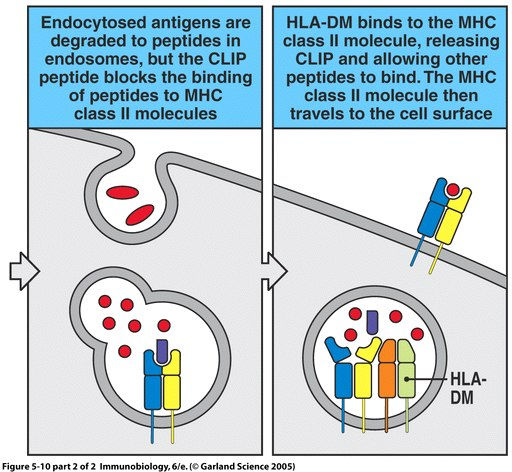 Endocytosed antigens are
degraded to peptides in
endosomes, but the CLIP
peptide blocks the binding
of peptides to MHC
class II molecules
HLA-DM binds to the MHC
class II molecule, releasing
CLIP and allowing other
peptides to bind. The MHC
class II molecule then
travels to the cell surface
HLA-
DM
Figure 5-10 part 2 of 2 Immunobiology, 6/e. (© Garland Science 2005)